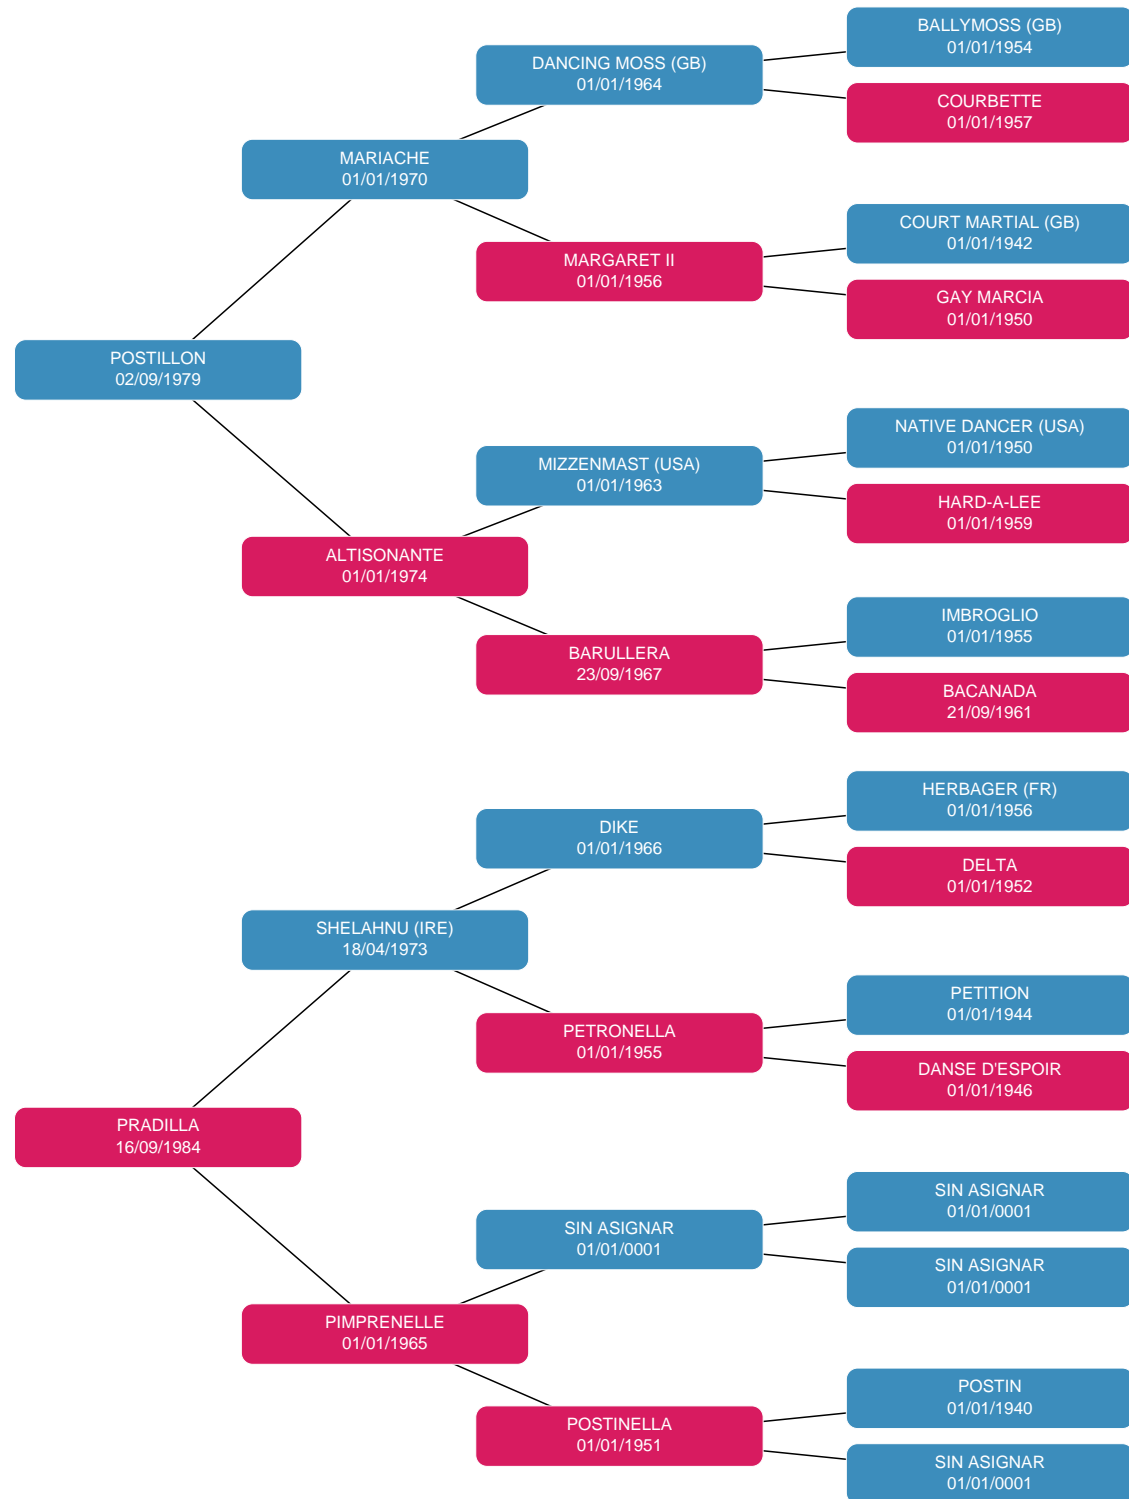 BALLYMOSS (GB)
01/01/1954
DANCING MOSS (GB)
01/01/1964
COURBETTE
01/01/1957
MARIACHE
01/01/1970
COURT MARTIAL (GB)
01/01/1942
MARGARET II
01/01/1956
GAY MARCIA
01/01/1950
POSTILLON
02/09/1979
NATIVE DANCER (USA)
01/01/1950
MIZZENMAST (USA)
01/01/1963
HARD-A-LEE
01/01/1959
ALTISONANTE
01/01/1974
IMBROGLIO
01/01/1955
BARULLERA
23/09/1967
BACANADA
21/09/1961
HERBAGER (FR)
01/01/1956
DIKE
01/01/1966
DELTA
01/01/1952
SHELAHNU (IRE)
18/04/1973
PETITION
01/01/1944
PETRONELLA
01/01/1955
DANSE D'ESPOIR
01/01/1946
PRADILLA
16/09/1984
SIN ASIGNAR
01/01/0001
SIN ASIGNAR
01/01/0001
SIN ASIGNAR
01/01/0001
PIMPRENELLE
01/01/1965
POSTIN
01/01/1940
POSTINELLA
01/01/1951
SIN ASIGNAR
01/01/0001